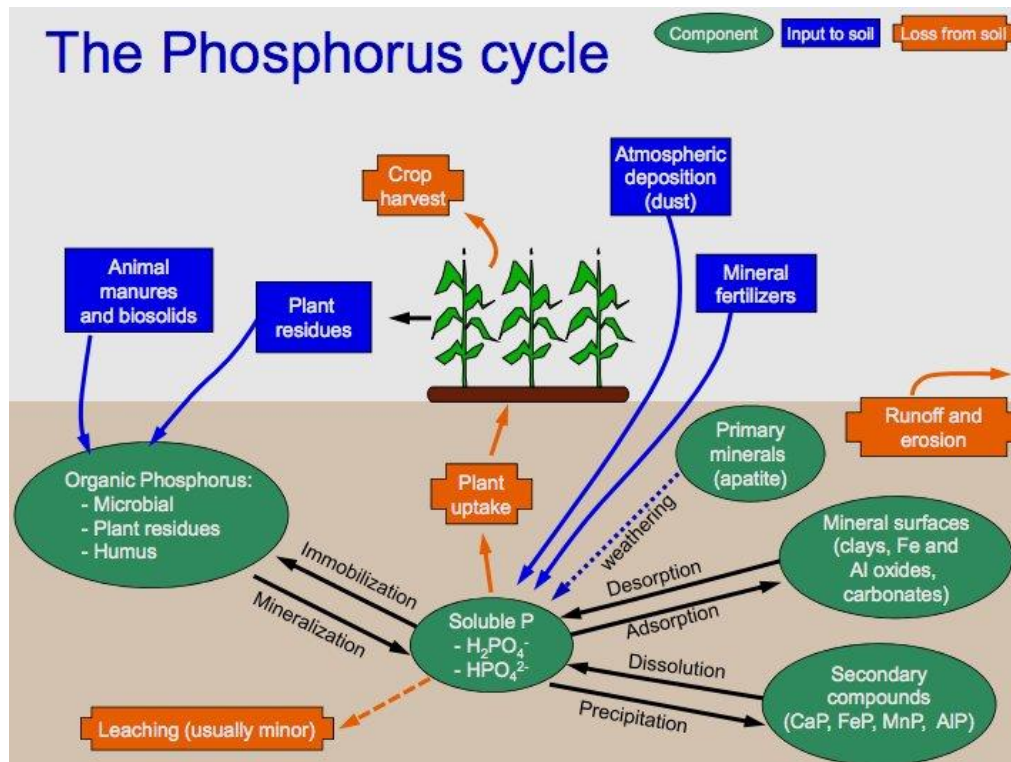 The Phosphorus cycle
Component
Input to soil
Loss from soil
Crop
harvest
Atmospheric
deposition
(dust)
Animal
manures
and biosolids
Plant
residues
Mineral
fertilizers
Runoff and
erosion
Primary
minerals
(apatite)
Organic Phosphorus:
- Microbial
- Plant residues
- Humus
Plant
uptake
weathering
Mineral surfaces
(clays, Fe and
Al oxides,
carbonates)
Immobilization
Mineralization
Desorption
Adsorption
Soluble P
- H₂PO₄⁻
- HPO₄²⁻
Dissolution
Precipitation
Secondary
compounds
(CaP, FeP, MnP, AlP)
Leaching (usually minor)